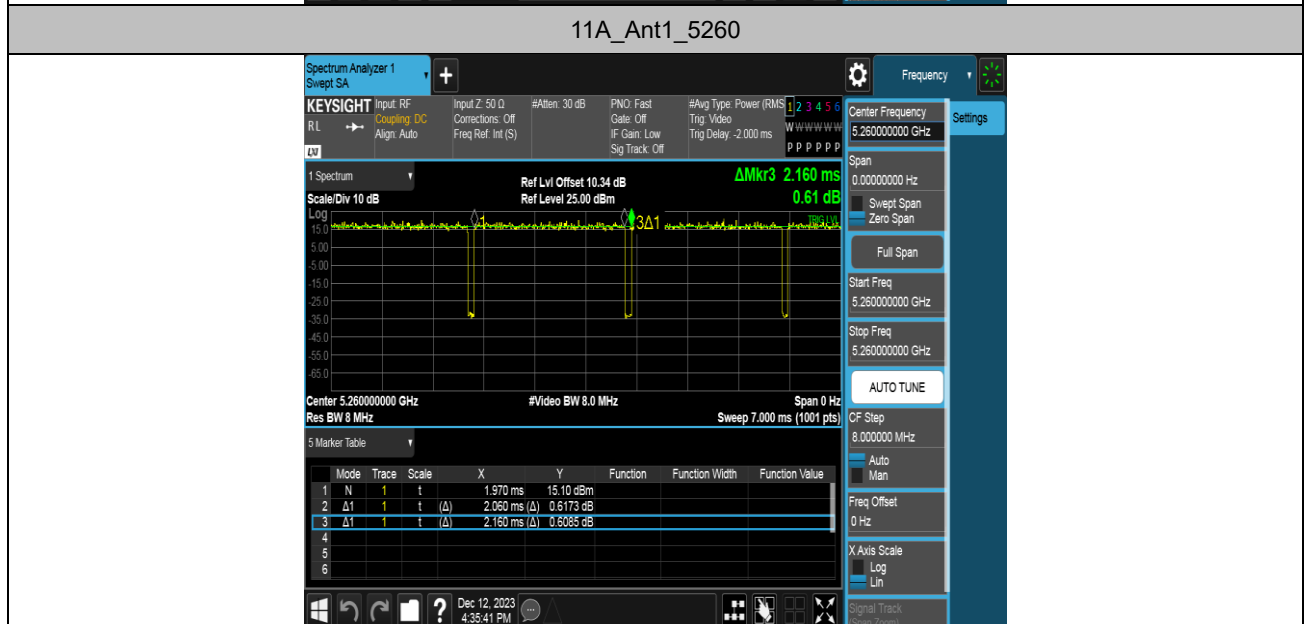 11A_Ant1_5260
Spectrum Analyzer 1
Swept SA
Frequency
KEYSIGHT
Input: RF
Coupling: DC
Align: Auto
RL
LXI
Input Z: 50 Ω
Corrections: Off
Freq Ref: Int (S)
#Atten: 30 dB
PNO: Fast
Gate: Off
IF Gain: Low
Sig Track: Off
#Avg Type: Power (RMS
Trig: Video
Trig Delay: -2.000 ms
1 2 3 4 5 6
W W W W W W
P P P P P P
1 Spectrum
Scale/Div 10 dB
Ref Lvl Offset 10.34 dB
Ref Level 25.00 dBm
ΔMkr3 2.160 ms
0.61 dB
Log
15.0
5.00
-5.00
-15.0
-25.0
-35.0
-45.0
-55.0
-65.0
1
3Δ1
TRIG LVL
Center 5.260000000 GHz
#Video BW 8.0 MHz
Span 0 Hz
Res BW 8 MHz
Sweep 7.000 ms (1001 pts)
5 Marker Table
Mode Trace Scale X Y Function Function Width Function Value
1 N 1 t 1.970 ms 15.10 dBm
2 Δ1 1 t (Δ) 2.060 ms (Δ) 0.6173 dB
3 Δ1 1 t (Δ) 2.160 ms (Δ) 0.6085 dB
4
5
6
?
Dec 12, 2023
4:35:41 PM
Center Frequency
5.260000000 GHz
Settings
Span
0.00000000 Hz
Swept Span
Zero Span
Full Span
Start Freq
5.260000000 GHz
Stop Freq
5.260000000 GHz
AUTO TUNE
CF Step
8.000000 MHz
Auto
Man
Freq Offset
0 Hz
X Axis Scale
Log
Lin
Signal Track
(Span Zoom)